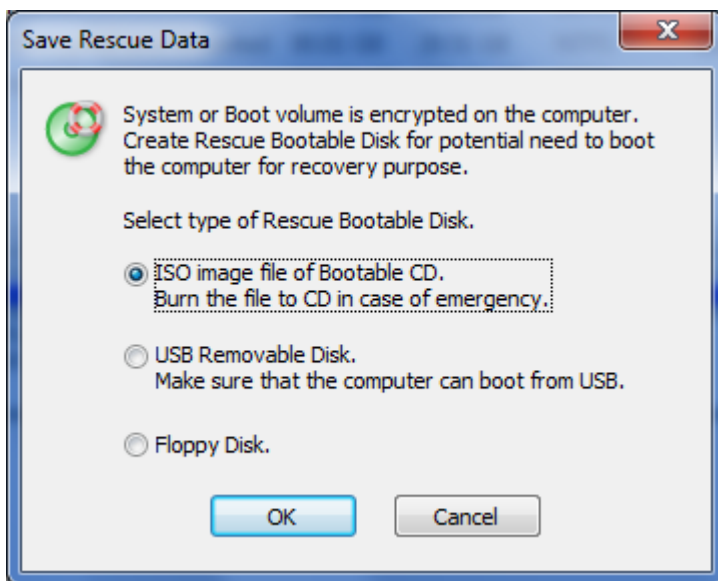 Save Rescue Data
System or Boot volume is encrypted on the computer.
Create Rescue Bootable Disk for potential need to boot
the computer for recovery purpose.
Select type of Rescue Bootable Disk.
ISO image file of Bootable CD.
Burn the file to CD in case of emergency.
USB Removable Disk.
Make sure that the computer can boot from USB.
Floppy Disk.
OK
Cancel